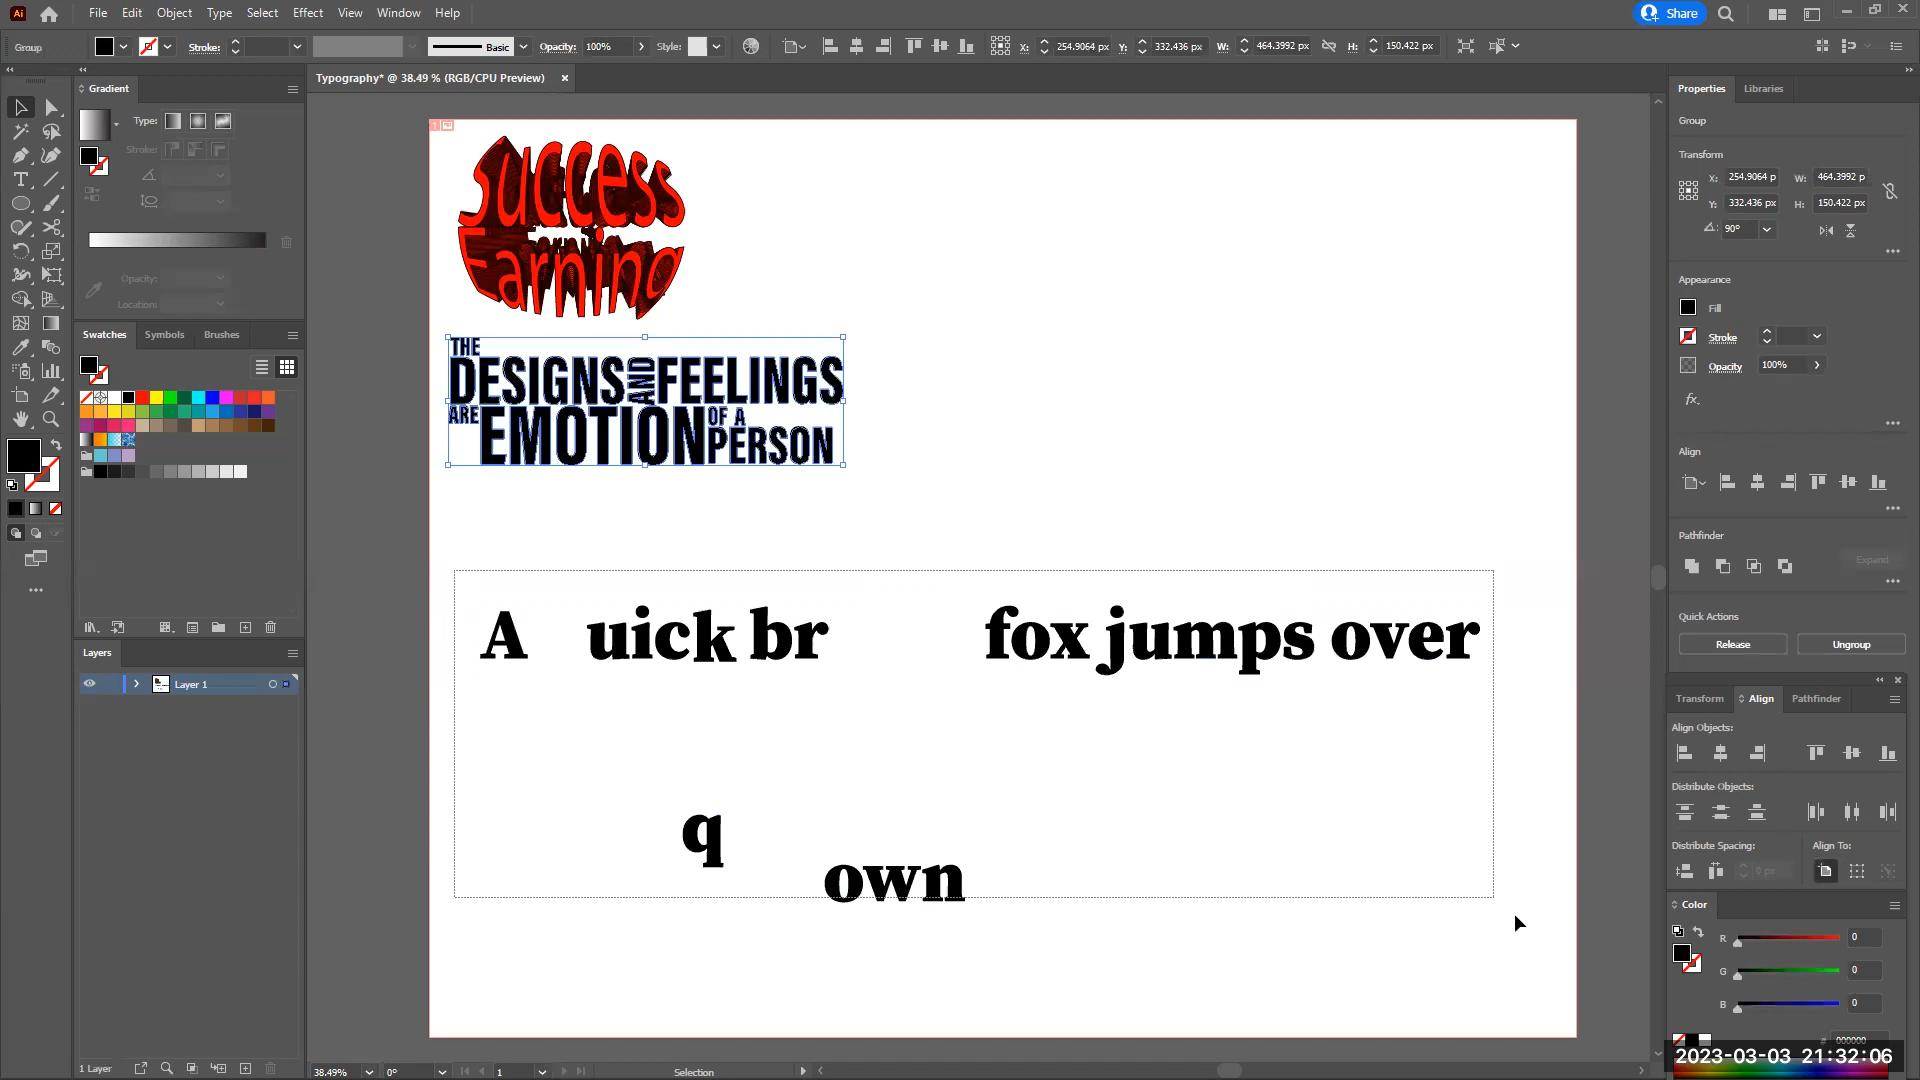 Ai File Edit Object Type Select Effect View Window Help Share
Group Stroke: Basic Opacity: 100% Style: X: 254.9064 px Y: 332.436 px W: 464.3992 px H: 150.422 px
Typography* @ 38.49 % (RGB/CPU Preview) ×
Gradient
Type:
Stroke:
Opacity:
Location:
Swatches Symbols Brushes
Layers
Layer 1
1 Layer
Success
Earning
THE
DESIGNS AND FEELINGS
ARE EMOTION OF A
PERSON
A uick br fox jumps over
q
own
38.49% 0° 1 Selection
Properties Libraries
Group
Transform
X: 254.9064 p W: 464.3992 p
Y: 332.436 px H: 150.422 px
90°
Appearance
Fill
Stroke
Opacity 100%
fx.
Align
Pathfinder
Expand
Quick Actions
Release Ungroup
Transform Align Pathfinder
Align Objects:
Distribute Objects:
Distribute Spacing: Align To:
0 px
Color
R 0
G 0
B 0
# 000000
2023-03-03 21:32:06